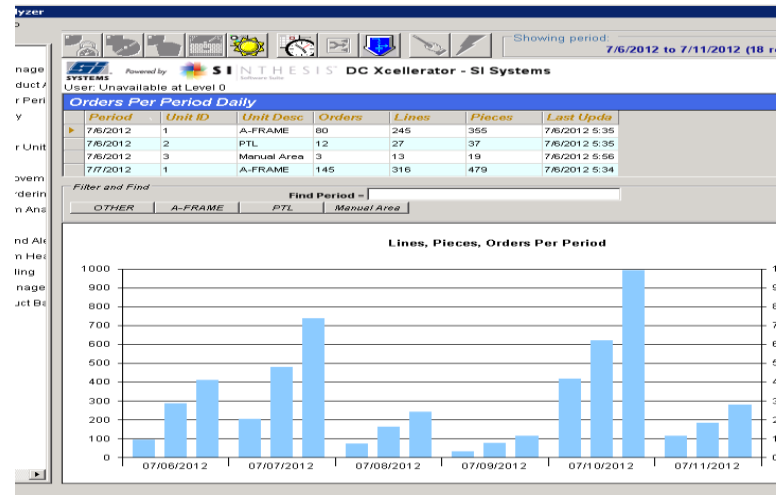 lyzer
Showing period:
7/6/2012 to 7/11/2012 (18 r
nage
duct A
r Peri
y
r Unit
ovem
rderin
n Ana
nd Ale
n Hea
ling
nage
uct Ba
SI
SYSTEMS Powered by SINTHESIS Software Suite DC Xcellerator - SI Systems
User: Unavailable at Level 0
Orders Per Period Daily
Period Unit ID Unit Desc Orders Lines Pieces Last Upda
7/6/2012 1 A-FRAME 80 245 355 7/6/2012 5:35
7/6/2012 2 PTL 12 27 37 7/6/2012 5:35
7/6/2012 3 Manual Area 3 13 19 7/6/2012 5:56
7/7/2012 1 A-FRAME 145 316 479 7/6/2012 5:34
Filter and Find
Find Period =
OTHER A-FRAME PTL Manual Area
Lines, Pieces, Orders Per Period
1000
900
800
700
600
500
400
300
200
100
0
07/06/2012 07/07/2012 07/08/2012 07/09/2012 07/10/2012 07/11/2012